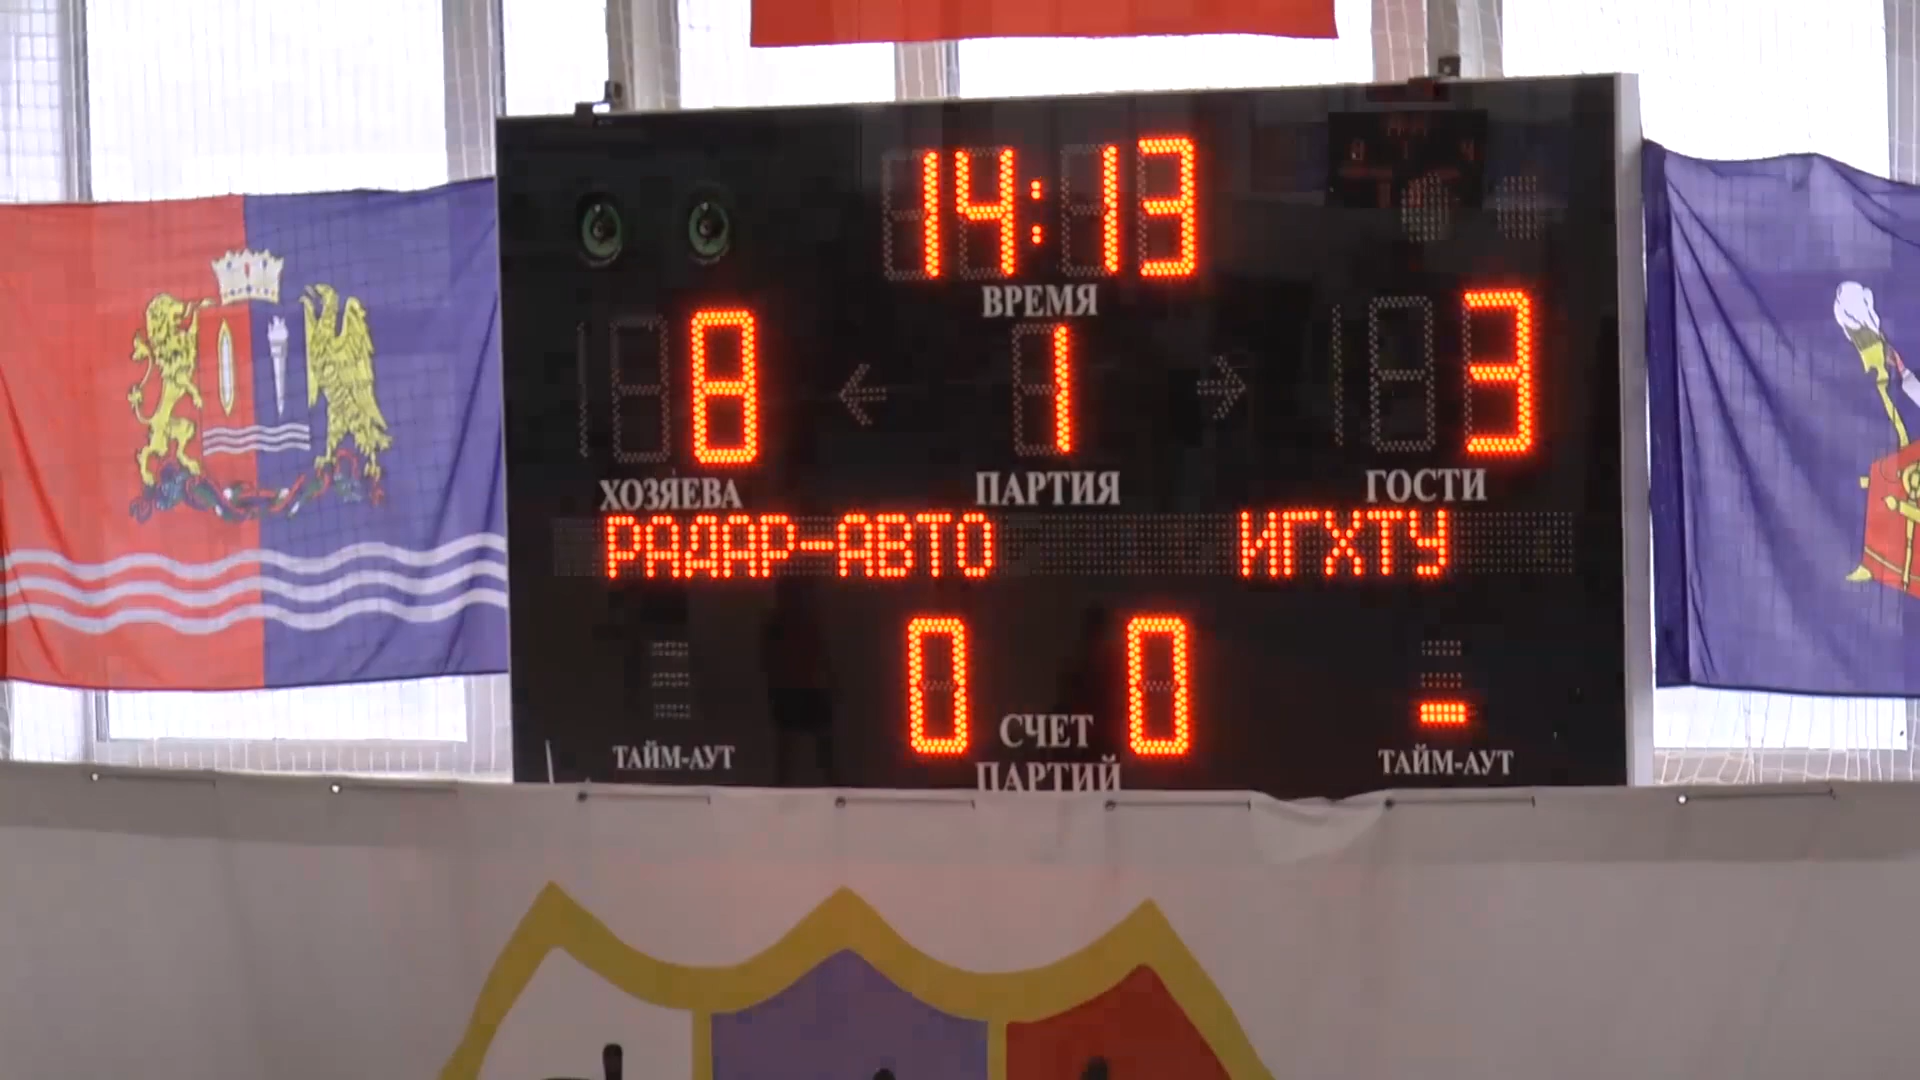 14:13
ВРЕМЯ
8 1 3
ХОЗЯЕВА ПАРТИЯ ГОСТИ
РАДАР-АВТО ИГХТУ
0 0
ТАЙМ-АУТ СЧЕТ ПАРТИЙ ТАЙМ-АУТ